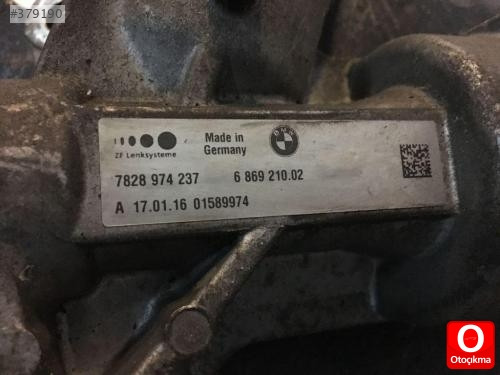 #379190
ZF Lenksysteme
Made in
Germany
BMW
7828 974 237 6 869 210.02
A 17.01.16 01589974
O
Otoçıkma